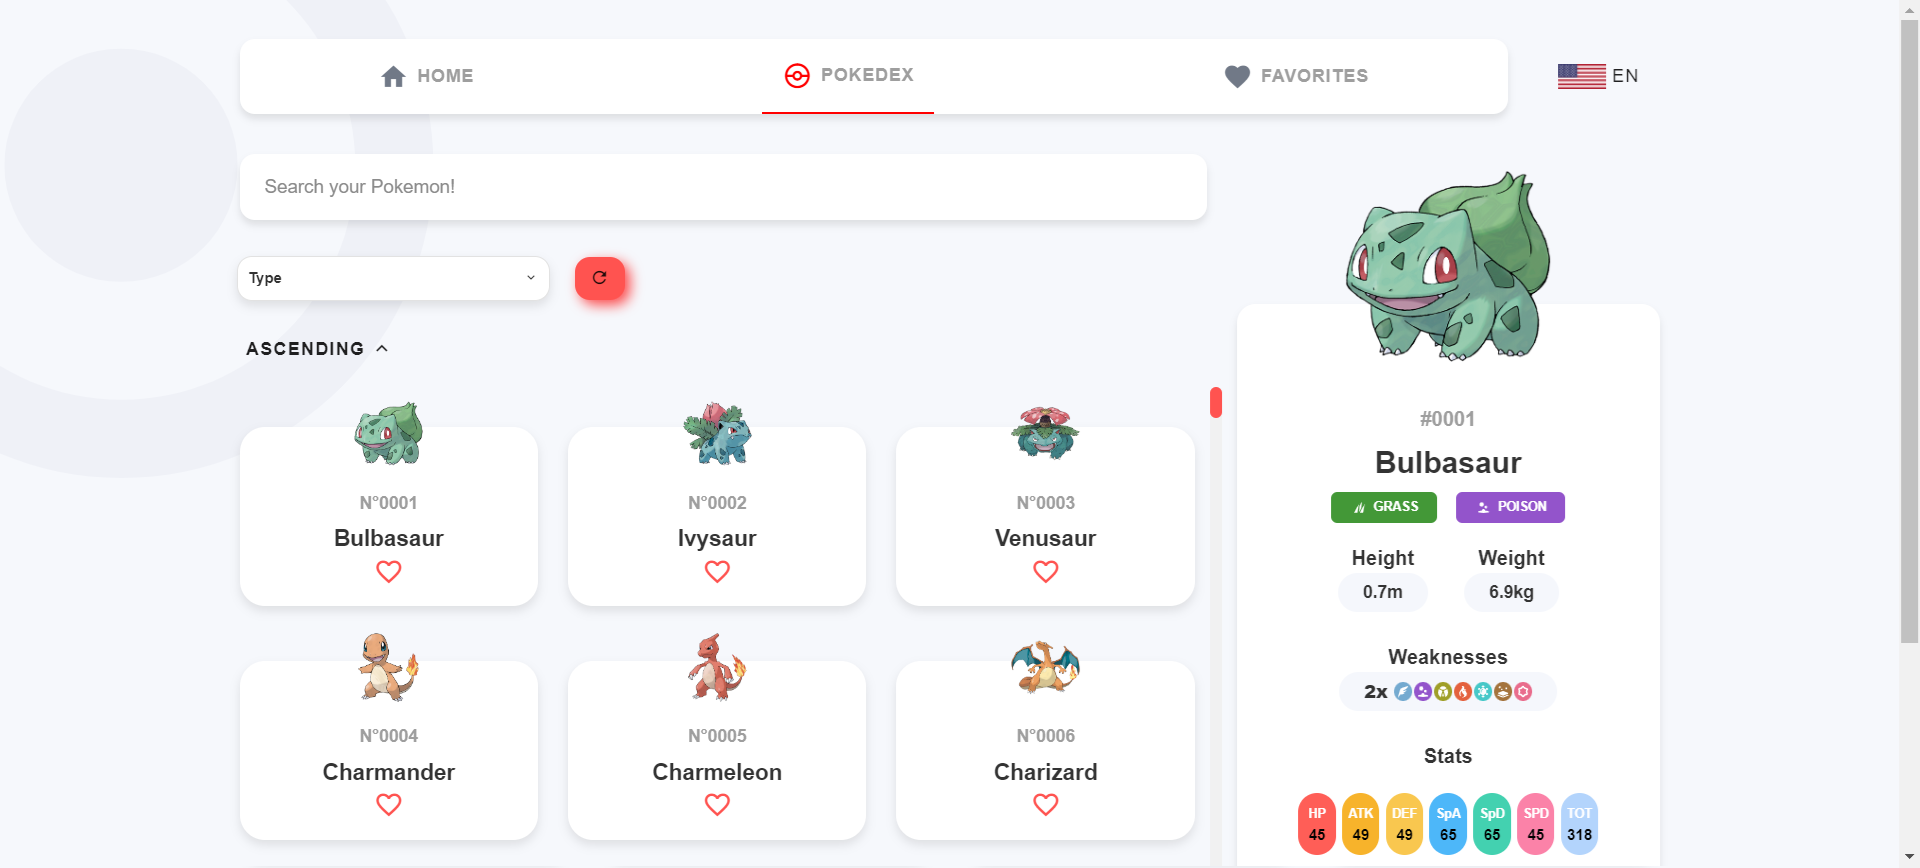 HOME
POKEDEX
FAVORITES
EN
Search your Pokemon!
Type
ASCENDING
N°0001
Bulbasaur
N°0002
Ivysaur
N°0003
Venusaur
N°0004
Charmander
N°0005
Charmeleon
N°0006
Charizard
#0001
Bulbasaur
GRASS POISON
Height Weight
0.7m 6.9kg
Weaknesses
2x
Stats
HP ATK DEF SpA SpD SPD TOT
45 49 49 65 65 45 318